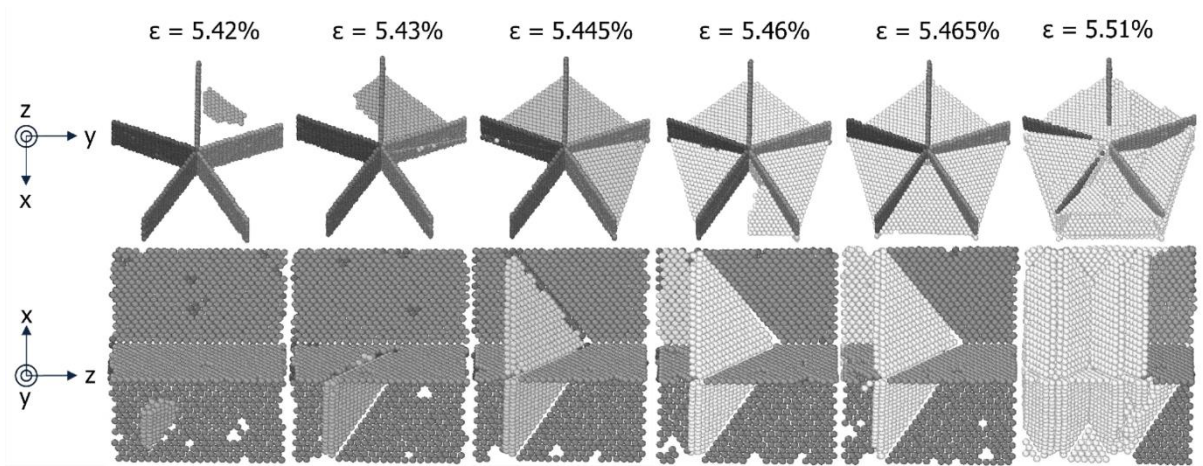 ε = 5.42% ε = 5.43% ε = 5.445% ε = 5.46% ε = 5.465% ε = 5.51%
z
y
x
x
z
y